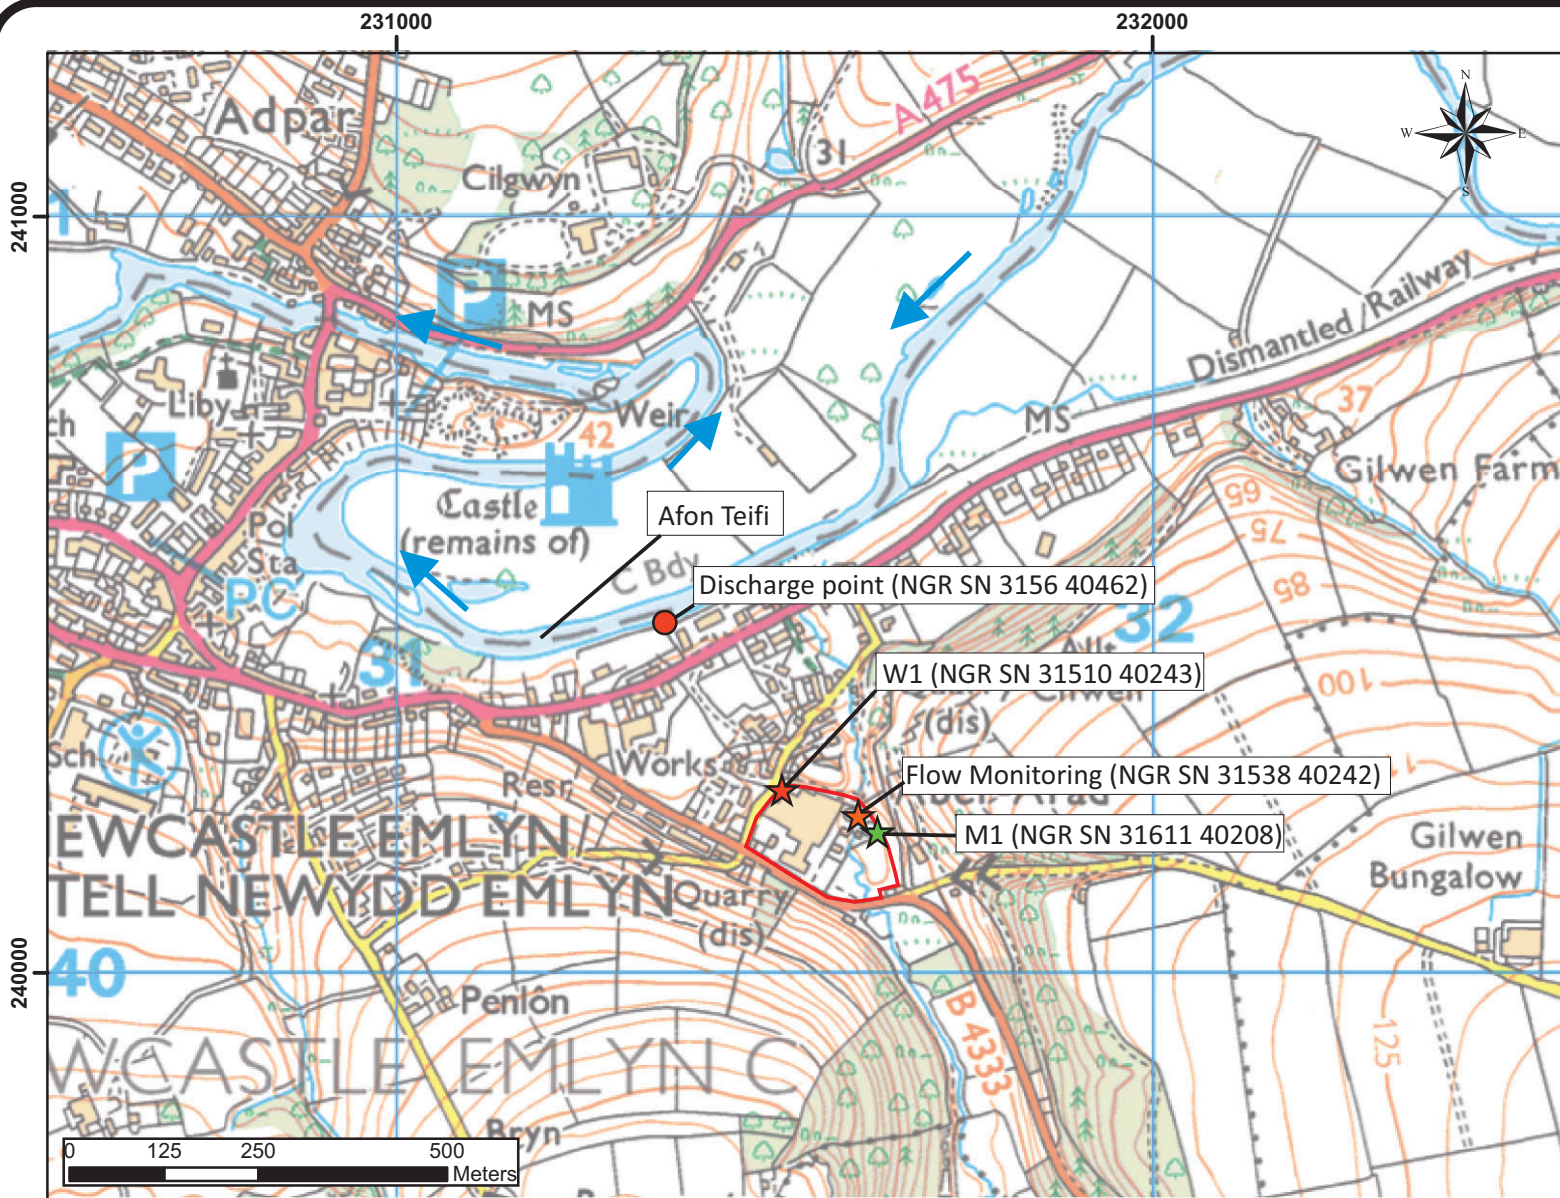 231000
232000
241000
240000
N
W
E
S
Adpar
Cilgwyn
A 475
31
1
P
MS
Dismantled Railway
Liby
Weir
42
MS
37
ch
P
Castle
(remains of)
Gilwen Farm
Afon Teifi
65
75
85
Pol
Sta
PC
C Bdy
Discharge point (NGR SN 3156 40462)
32
31
W1 (NGR SN 31510 40243)
100
(dis)
Sch
Works
Resr
Flow Monitoring (NGR SN 31538 40242)
EWCASTLE EMLYN/
M1 (NGR SN 31611 40208)
Gilwen
Bungalow
TELL NEWYDD EMLYN
Quarry
(dis)
40
Penlôn
B 4333
125
WCASTLE EMLYN C
Bryn
0 125 250 500
Meters